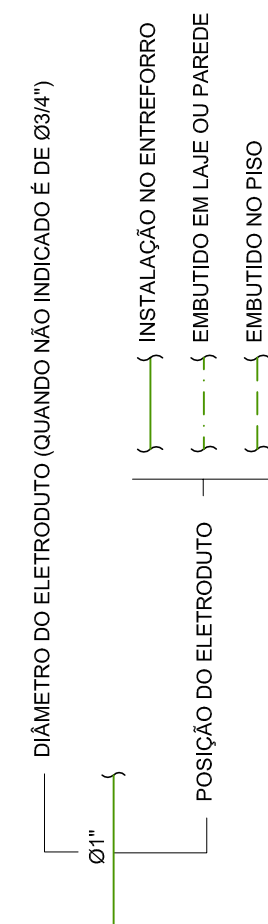 DIÂMETRO DO ELETRODUTO (QUANDO NÃO INDICADO É DE Ø3/4")
Ø1"
POSIÇÃO DO ELETRODUTO
INSTALAÇÃO NO ENTREFORRO
EMBUTIDO EM LAJE OU PAREDE
EMBUTIDO NO PISO